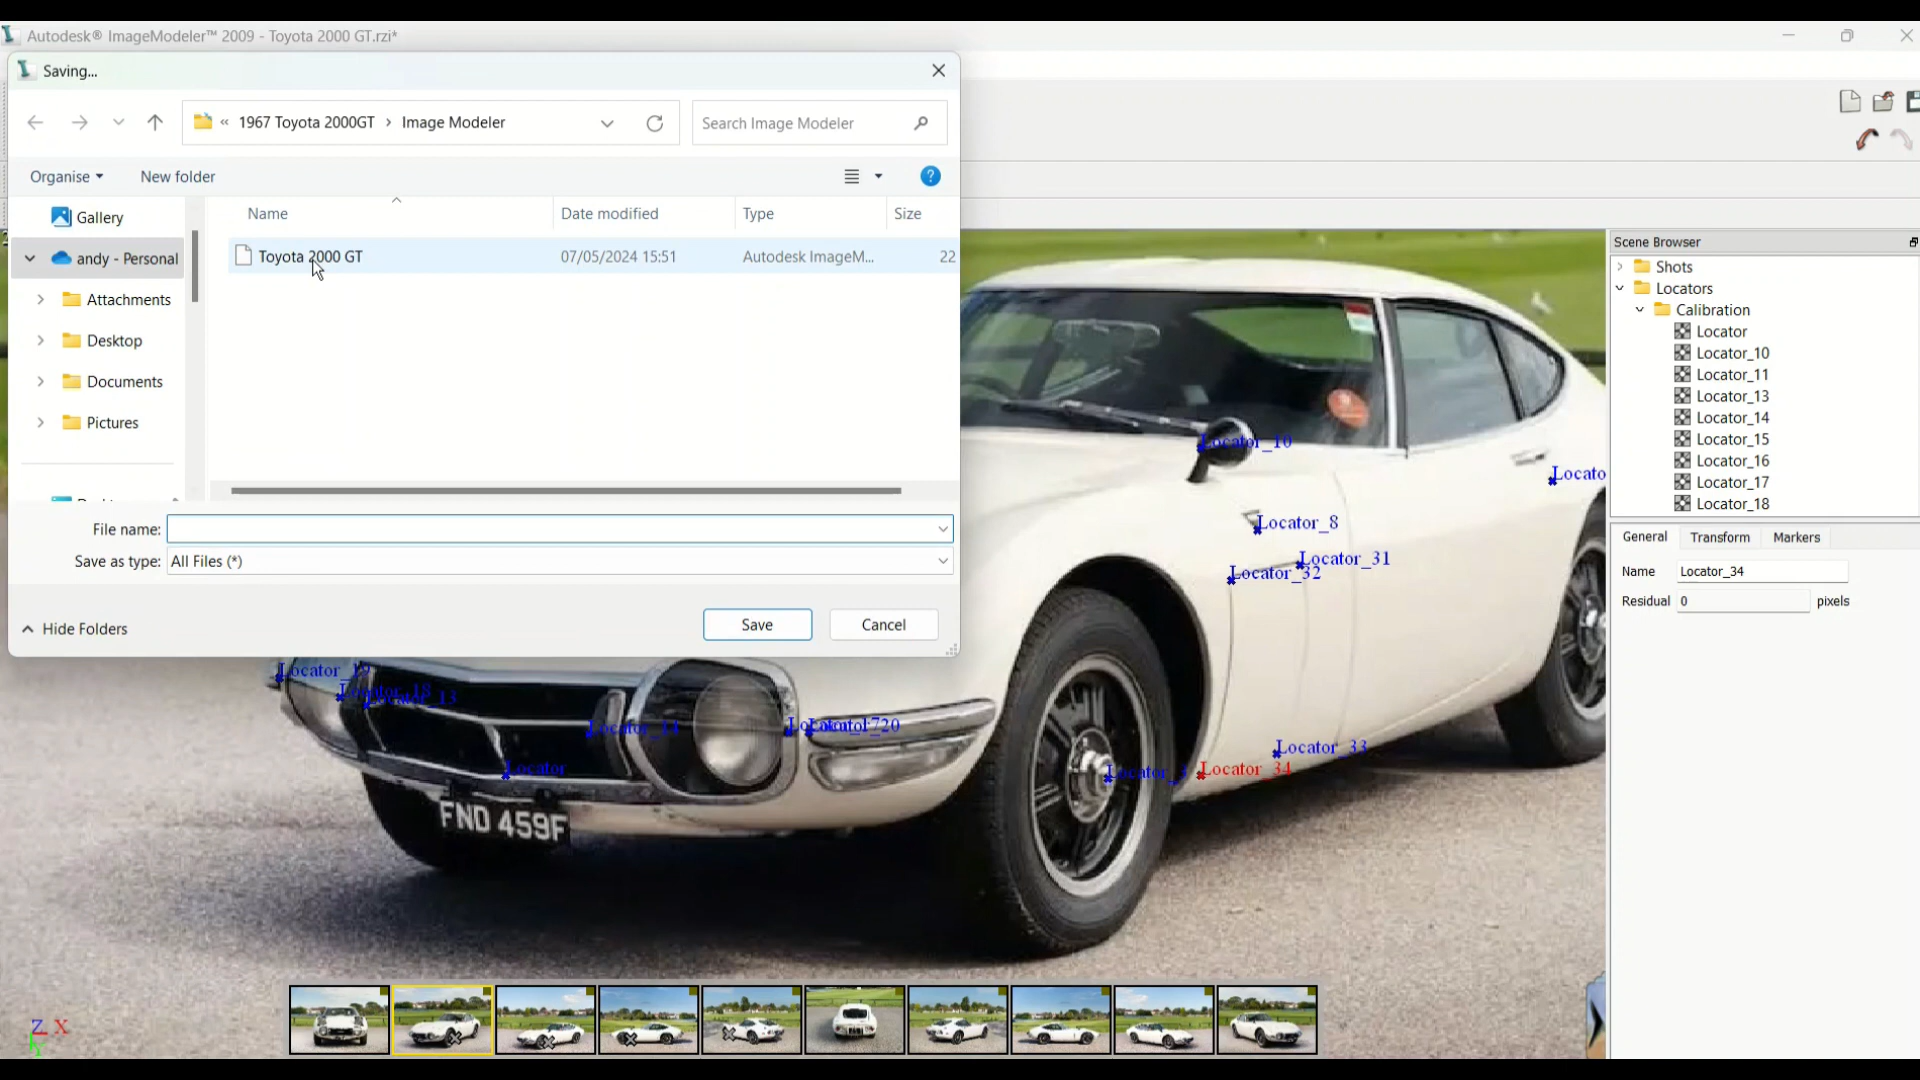 Autodesk® ImageModeler™ 2009 - Toyota 2000 GT.rzi*
Saving...
« 1967 Toyota 2000GT › Image Modeler
Search Image Modeler
Organise
New folder
Name Date modified Type Size
Gallery
Toyota 2000 GT 07/05/2024 15:51 Autodesk ImageM... 22
andy - Personal
Attachments
Desktop
Documents
Pictures
File name:
Save as type: All Files (*)
Hide Folders
Save
Cancel
Scene Browser
Shots
Locators
Calibration
Locator
Locator_10
Locator_11
Locator_13
Locator_14
Locator_15
Locator_16
Locator_17
Locator_18
General Transform Markers
Name Locator_34
Residual 0 pixels
Locator_10
Locato
Locator_8
Locator_31
Locator_32
Locator_19
Locator_18
Locator_14
Locator
Locator_33
Locator_34
FND 459F
Z X
Y